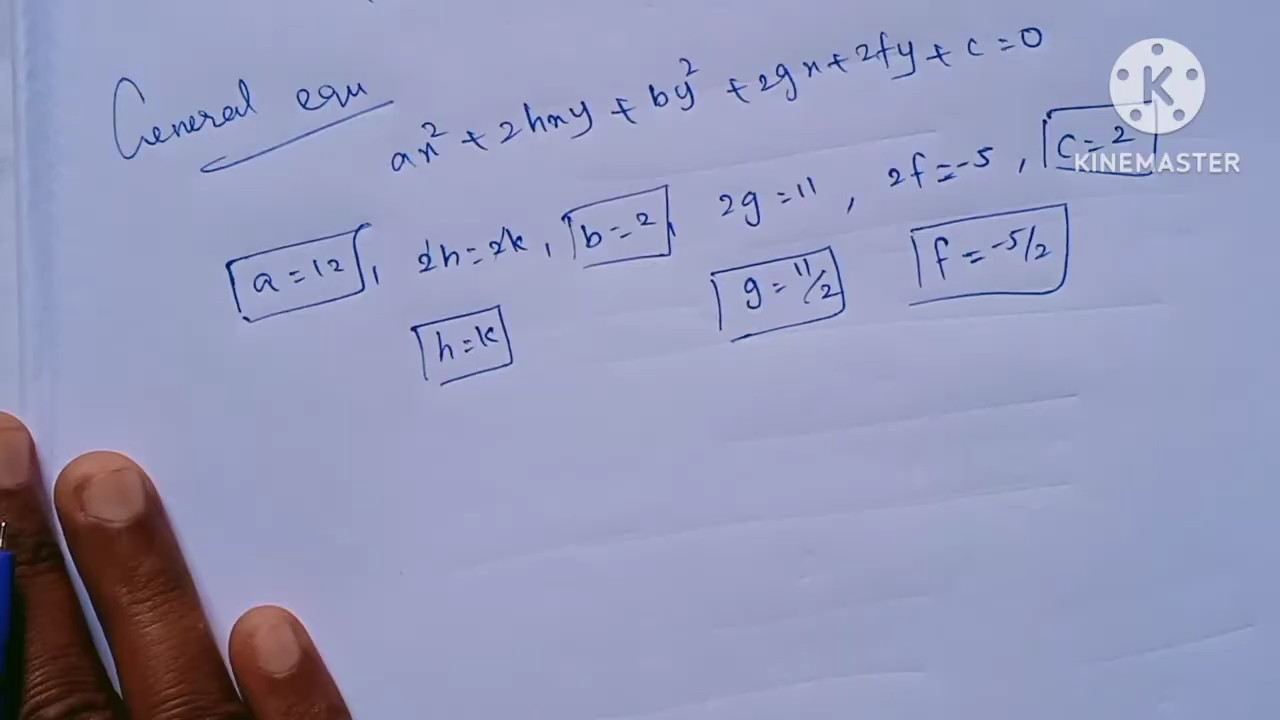 General equ
ax² + 2hxy + by² + 2gx + 2fy + c = 0
a = 12, 2h = 2k, b = 2, 2g = 11, 2f = -5, c = 2
h = k g = 11/2 f = -5/2
K
KINEMASTER